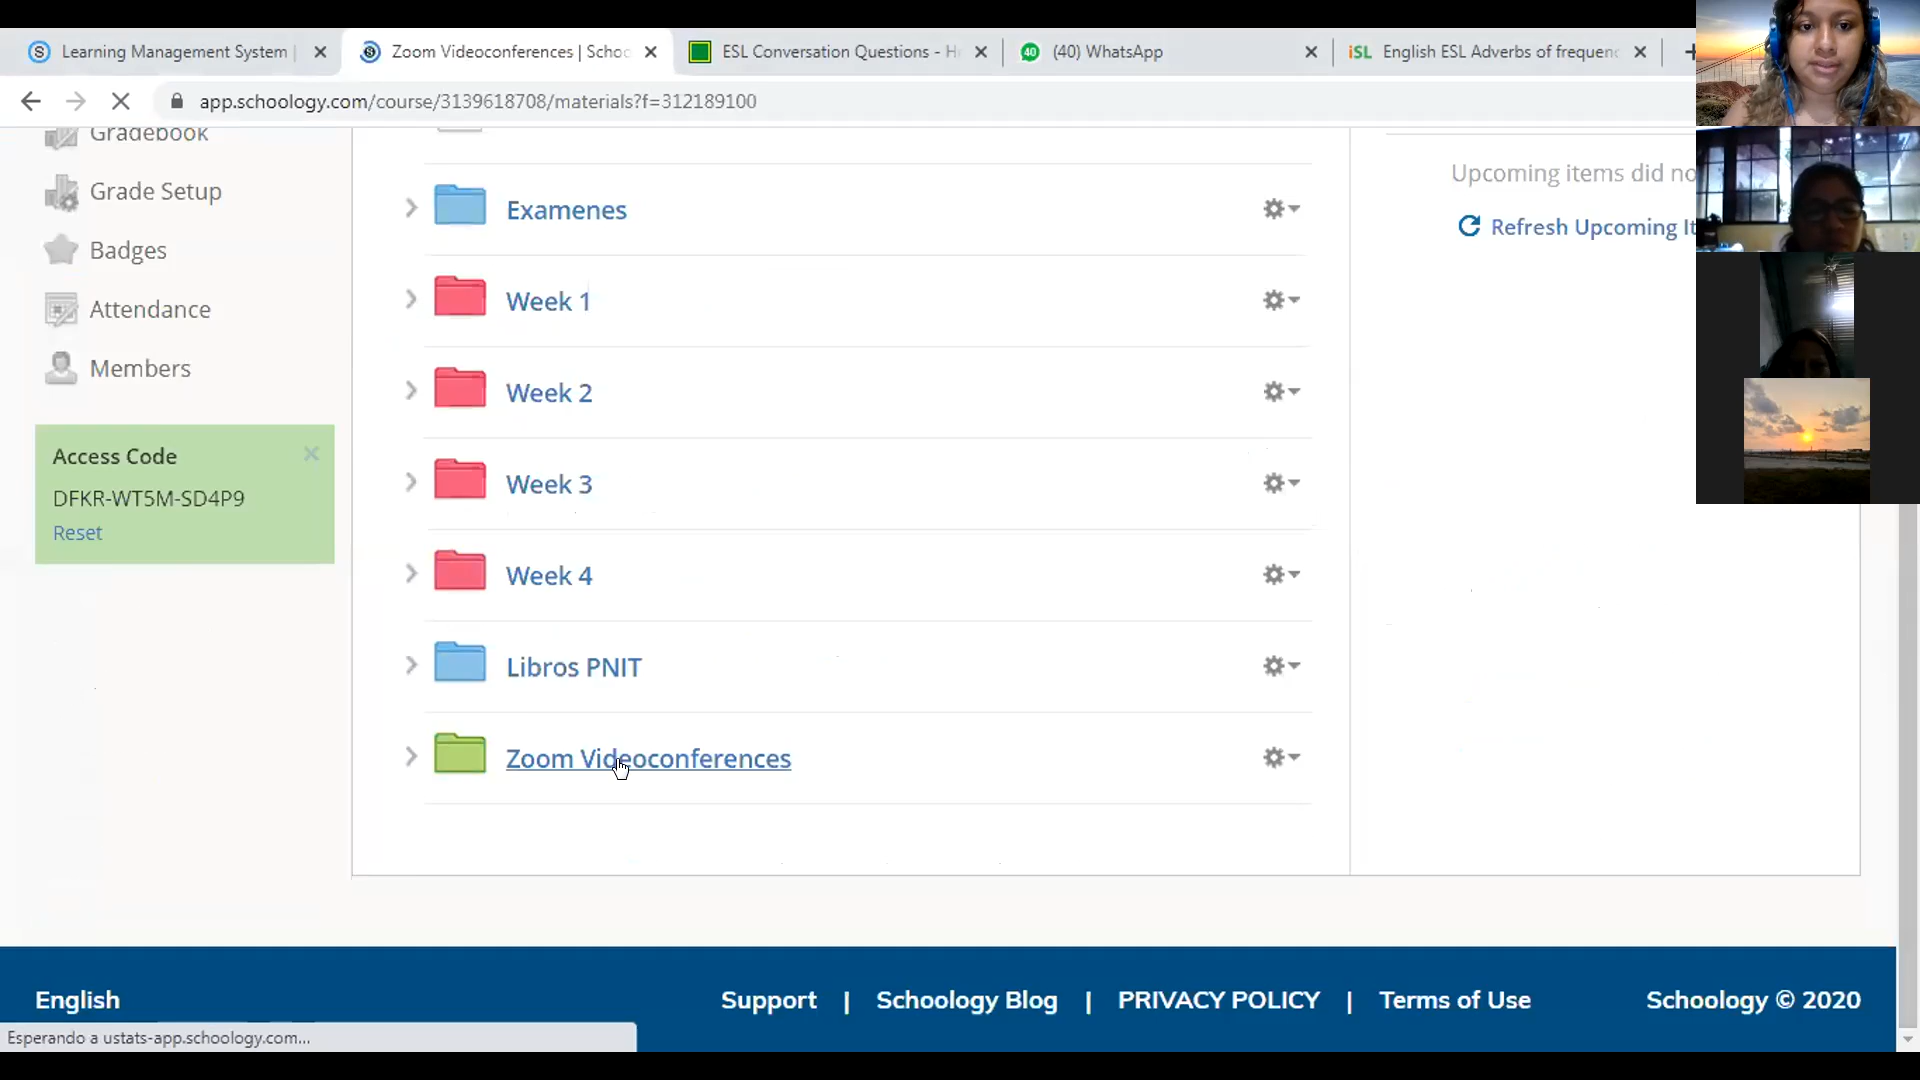 Learning Management System |
Zoom Videoconferences | Schoo
ESL Conversation Questions - H
40 (40) WhatsApp
iSL English ESL Adverbs of frequen
app.schoology.com/course/3139618708/materials?f=312189100
Gradebook
Grade Setup
Badges
Attendance
Members
Access Code
DFKR-WT5M-SD4P9
Reset
Examenes
Week 1
Week 2
Week 3
Week 4
Libros PNIT
Zoom Videoconferences
Upcoming items did no
Refresh Upcoming It
English
Support | Schoology Blog | PRIVACY POLICY | Terms of Use
Schoology © 2020
Esperando a ustats-app.schoology.com...